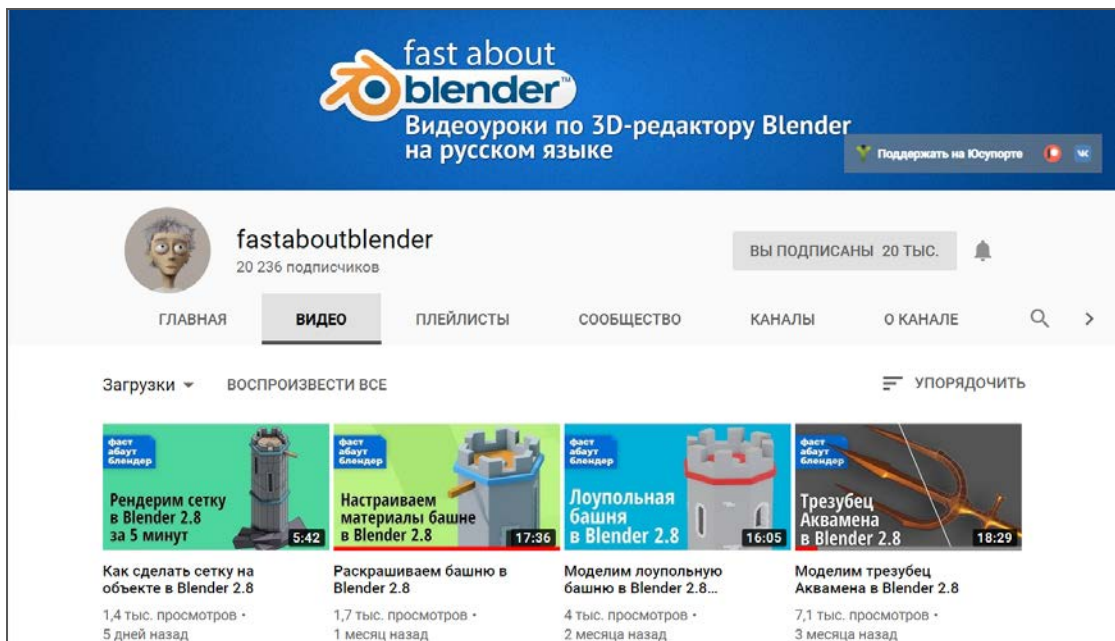 fast about
blender™
Видеоуроки по 3D-редактору Blender
на русском языке
Поддержать на Юсупорте
fastaboutblender
20 236 подписчиков
ВЫ ПОДПИСАНЫ 20 ТЫС.
ГЛАВНАЯ ВИДЕО ПЛЕЙЛИСТЫ СООБЩЕСТВО КАНАЛЫ О КАНАЛЕ
Загрузки ВОСПРОИЗВЕСТИ ВСЕ УПОРЯДОЧИТЬ
фаст
абаут
блендер
Рендерим сетку
в Blender 2.8
за 5 минут
5:42
фаст
абаут
блендер
Настраиваем
материалы башне
в Blender 2.8
17:36
фаст
абаут
блендер
Лоупольная
башня
в Blender 2.8
16:05
фаст
абаут
блендер
Трезубец
Аквамена
в Blender 2.8
18:29
Как сделать сетку на
объекте в Blender 2.8
1,4 тыс. просмотров •
5 дней назад
Раскрашиваем башню в
Blender 2.8
1,7 тыс. просмотров •
1 месяц назад
Моделим лоупольную
башню в Blender 2.8...
4 тыс. просмотров •
2 месяца назад
Моделим трезубец
Аквамена в Blender 2.8
7,1 тыс. просмотров •
3 месяца назад